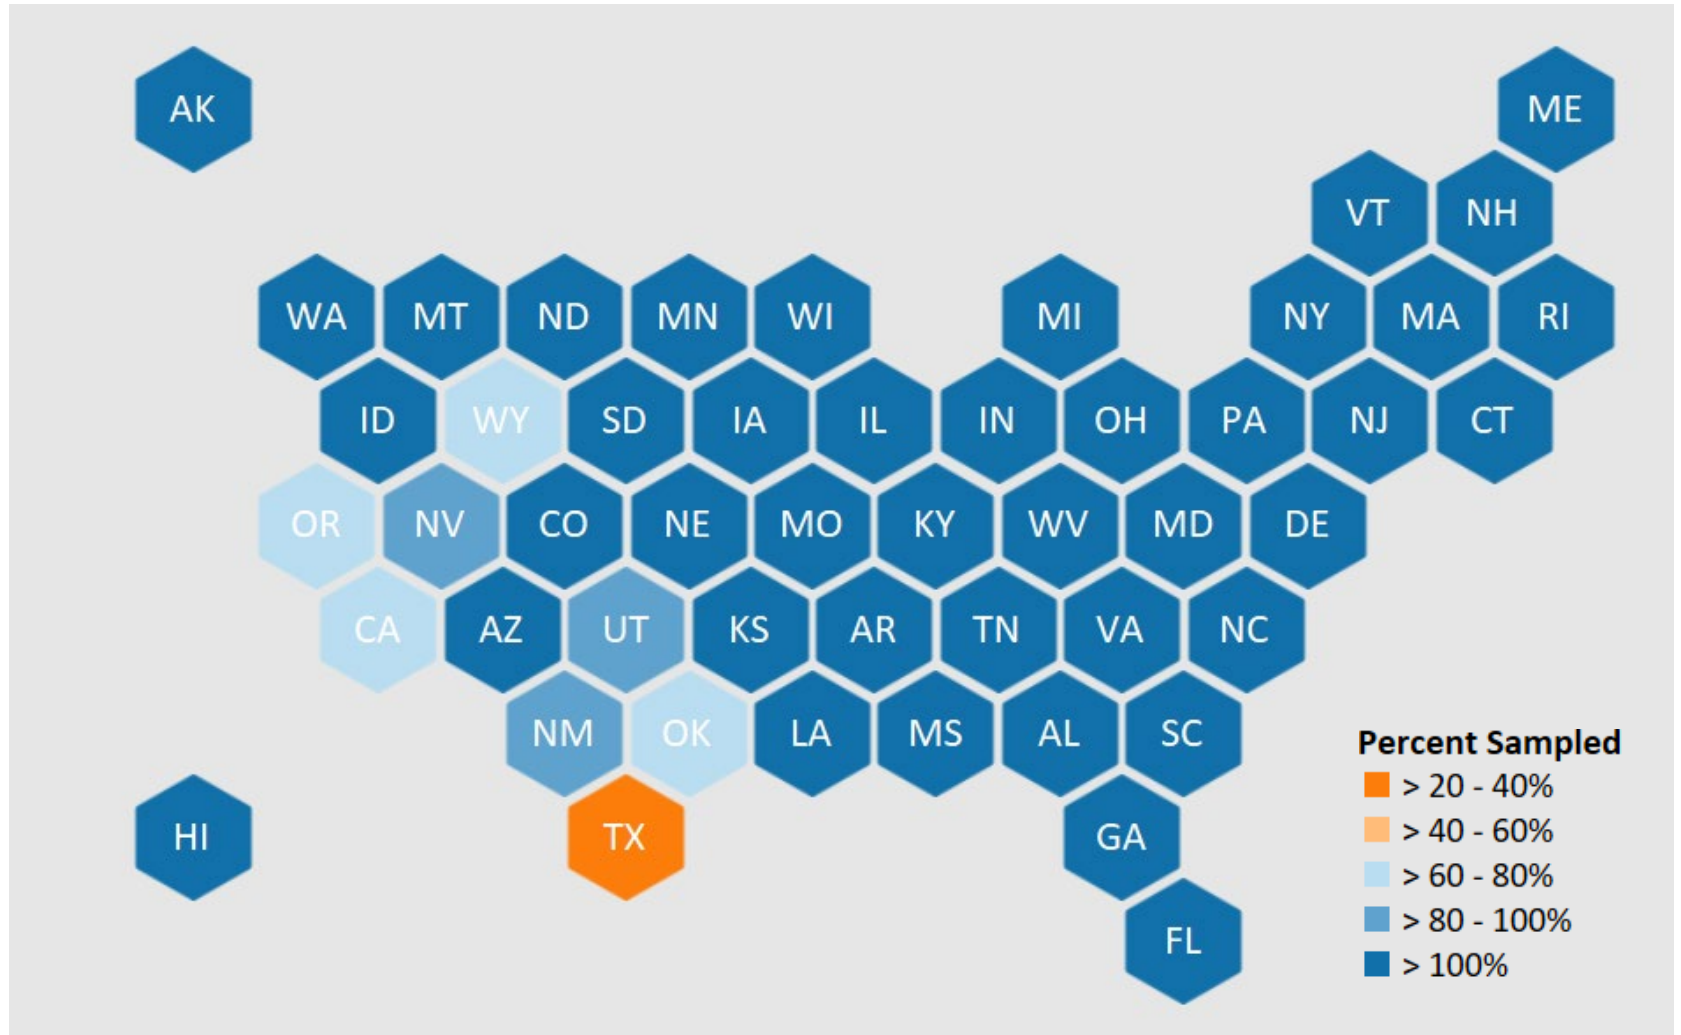 AK
ME
VT NH
WA MT ND MN WI MI NY MA RI
ID WY SD IA IL IN OH PA NJ CT
OR NV CO NE MO KY WV MD DE
CA AZ UT KS AR TN VA NC
NM OK LA MS AL SC
HI TX GA
FL
Percent Sampled
> 20 - 40%
> 40 - 60%
> 60 - 80%
> 80 - 100%
> 100%